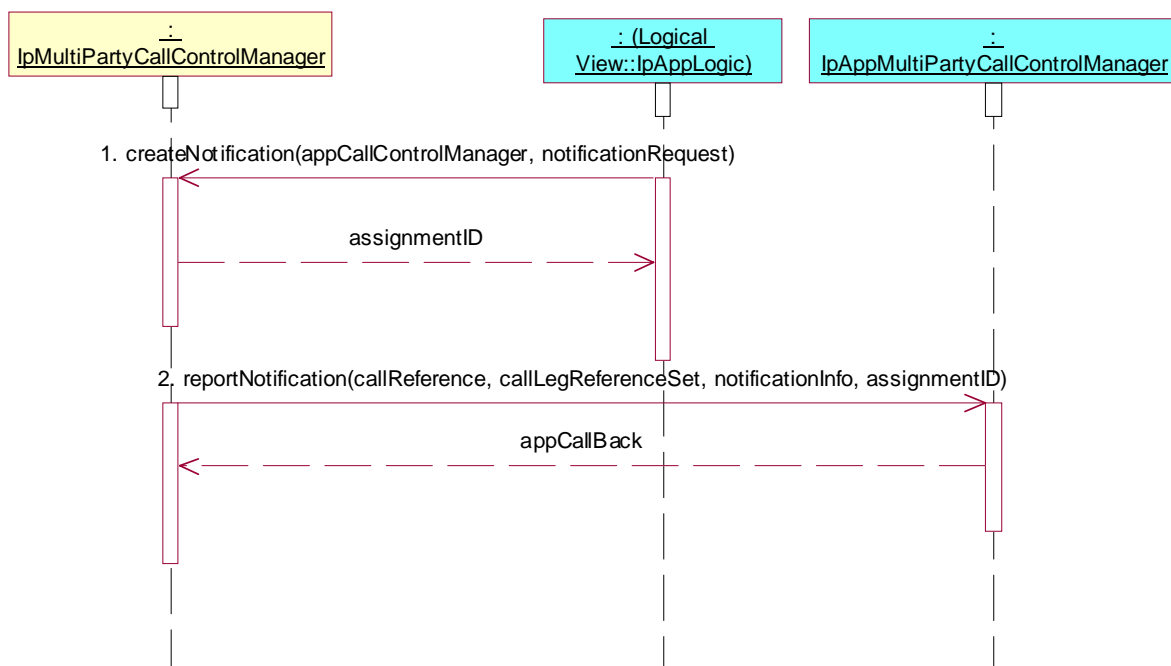 :
IpMultiPartyCallControlManager
: (Logical
View::IpAppLogic)
:
IpAppMultiPartyCallControlManager
1. createNotification(appCallControlManager, notificationRequest)
assignmentID
2. reportNotification(callReference, callLegReferenceSet, notificationInfo, assignmentID)
appCallBack